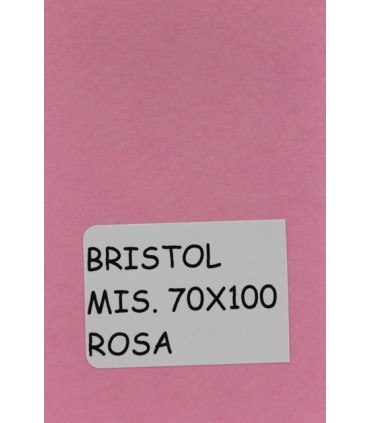 BRISTOL
MIS. 70X100
ROSA